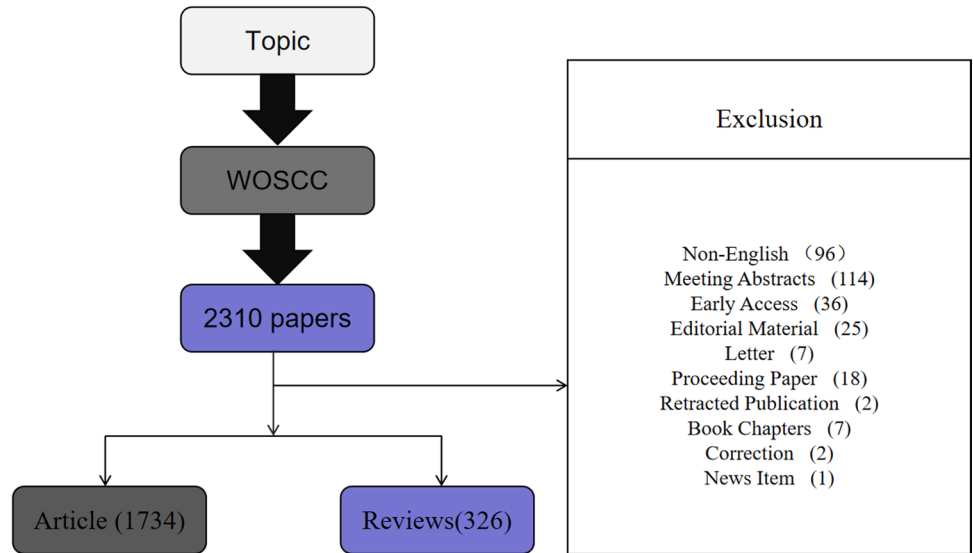 Topic
WOSCC
2310 papers
Article (1734)
Reviews(326)
Exclusion
Non-English （96）
Meeting Abstracts (114)
Early Access (36)
Editorial Material (25)
Letter (7)
Proceeding Paper (18)
Retracted Publication (2)
Book Chapters (7)
Correction (2)
News Item (1)